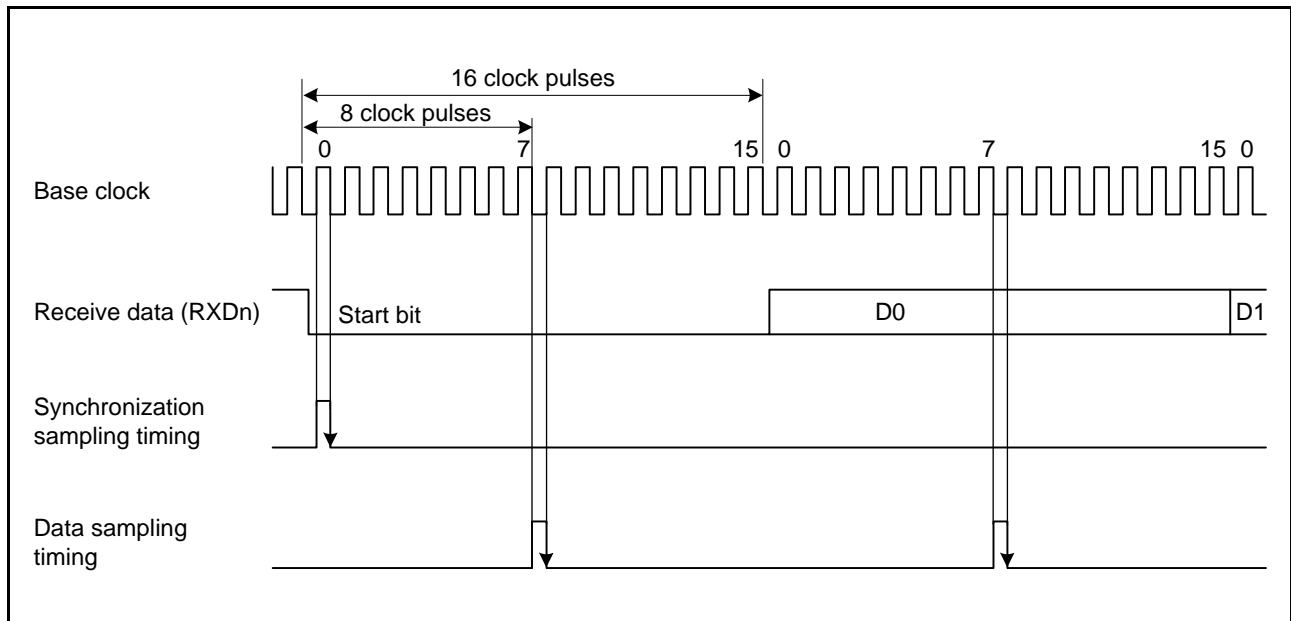 16 clock pulses
8 clock pulses
0 7 15 0 7 15 0
Base clock
Receive data (RXDn)
Start bit
D0
D1
Synchronization
sampling timing
Data sampling
timing